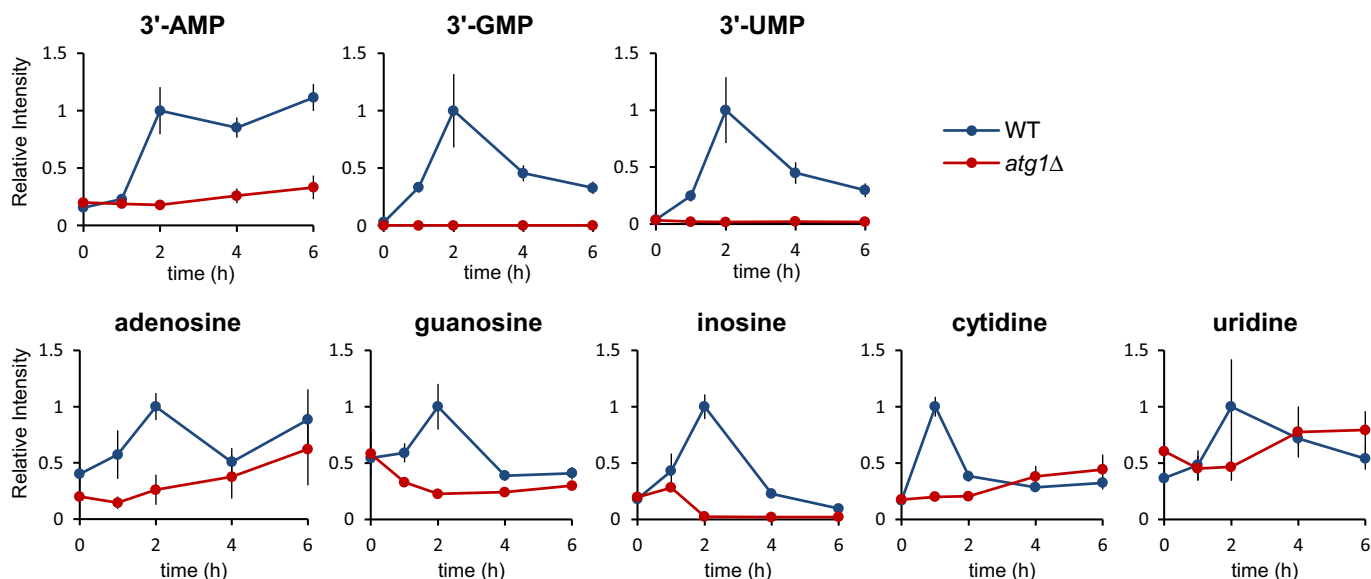 3'-AMP 3'-GMP 3'-UMP
Relative Intensity
1.5 1.5 1.5
1 1 1
0.5 0.5 0.5
0 0 0
0 2 4 6 0 2 4 6 0 2 4 6
time (h) time (h) time (h)
WT
atg1Δ
adenosine guanosine inosine cytidine uridine
Relative Intensity
1.5 1.5 1.5 1.5 1.5
1 1 1 1 1
0.5 0.5 0.5 0.5 0.5
0 0 0 0 0
0 2 4 6 0 2 4 6 0 2 4 6 0 2 4 6 0 2 4 6
time (h) time (h) time (h) time (h) time (h)